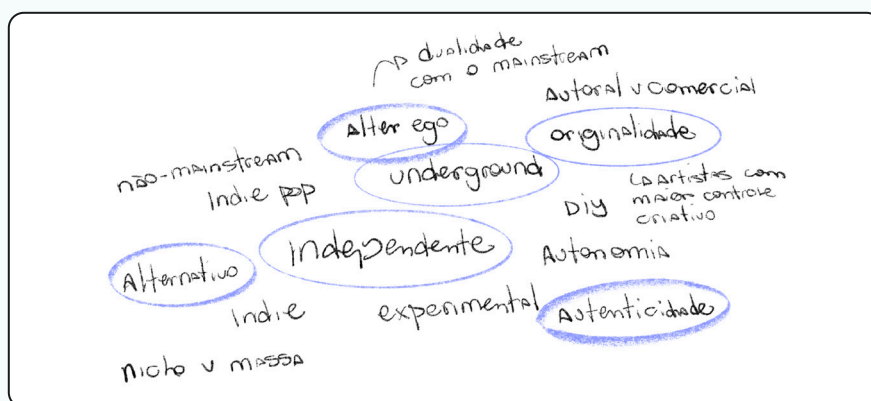 dualidade
com o mainstream
Autoral v comercial
Alter ego
originalidade
não-mainstream
underground
Indie pop
DIY
↳ Artistas com
maior controle
criativo
independente
Autonomia
Alternativo
Indie
experimental
Autenticidade
nicho v massa